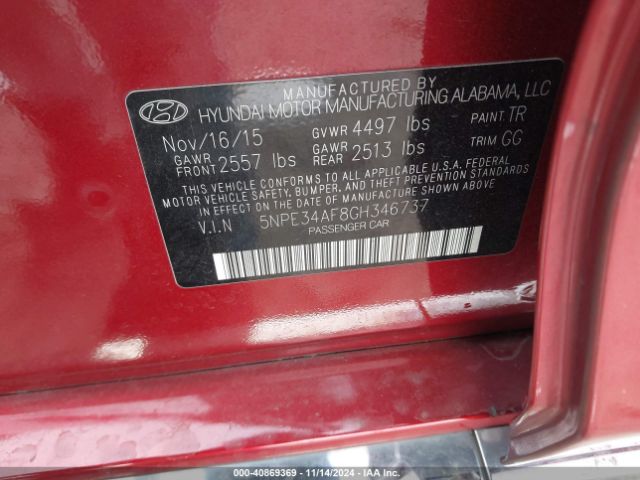 MANUFACTURED BY
HYUNDAI MOTOR MANUFACTURING ALABAMA, LLC
Nov/16/15 GVWR 4497 lbs PAINT TR
GAWR FRONT 2557 lbs GAWR REAR 2513 lbs TRIM GG
THIS VEHICLE CONFORMS TO ALL APPLICABLE U.S.A. FEDERAL
MOTOR VEHICLE SAFETY, BUMPER, AND THEFT PREVENTION STANDARDS
IN EFFECT ON THE DATE OF MANUFACTURE SHOWN ABOVE.
V.I.N 5NPE34AF8GH346737
PASSENGER CAR
000-40869369 - 11/14/2024 - IAA Inc.